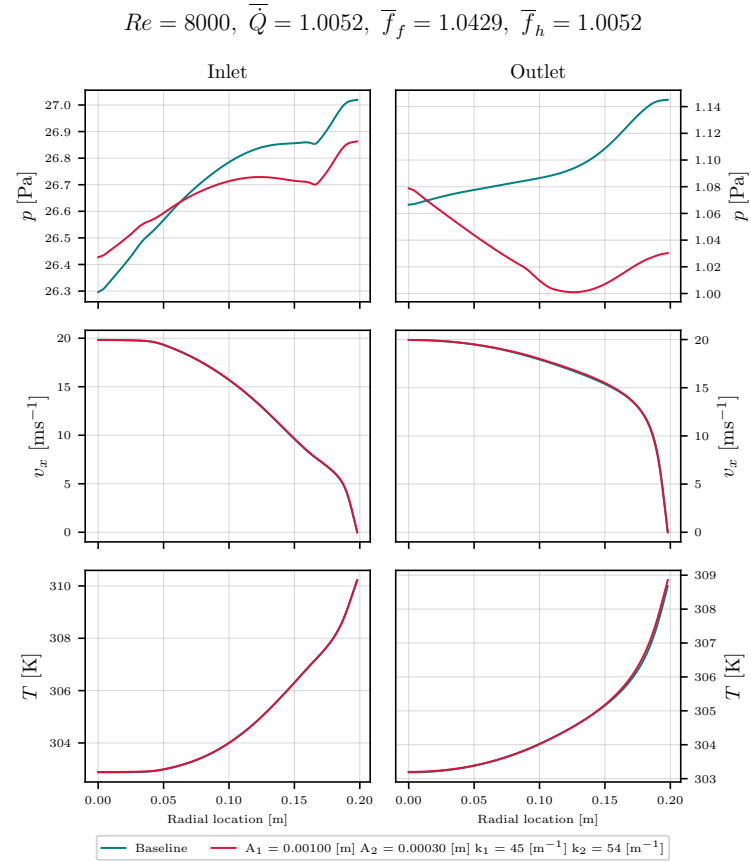 Re = 8000, Q̇̅ = 1.0052, f̅_f = 1.0429, f̅_h = 1.0052
Inlet
Outlet
27.0
26.9
26.8
26.7
26.6
26.5
26.4
26.3
p [Pa]
1.14
1.12
1.10
1.08
1.06
1.04
1.02
1.00
p [Pa]
20
15
10
5
0
v_x [ms⁻¹]
20
15
10
5
0
v_x [ms⁻¹]
310
308
306
304
T [K]
309
308
307
306
305
304
303
T [K]
0.00 0.05 0.10 0.15 0.20
Radial location [m]
0.00 0.05 0.10 0.15 0.20
Radial location [m]
Baseline
A₁ = 0.00100 [m] A₂ = 0.00030 [m] k₁ = 45 [m⁻¹] k₂ = 54 [m⁻¹]